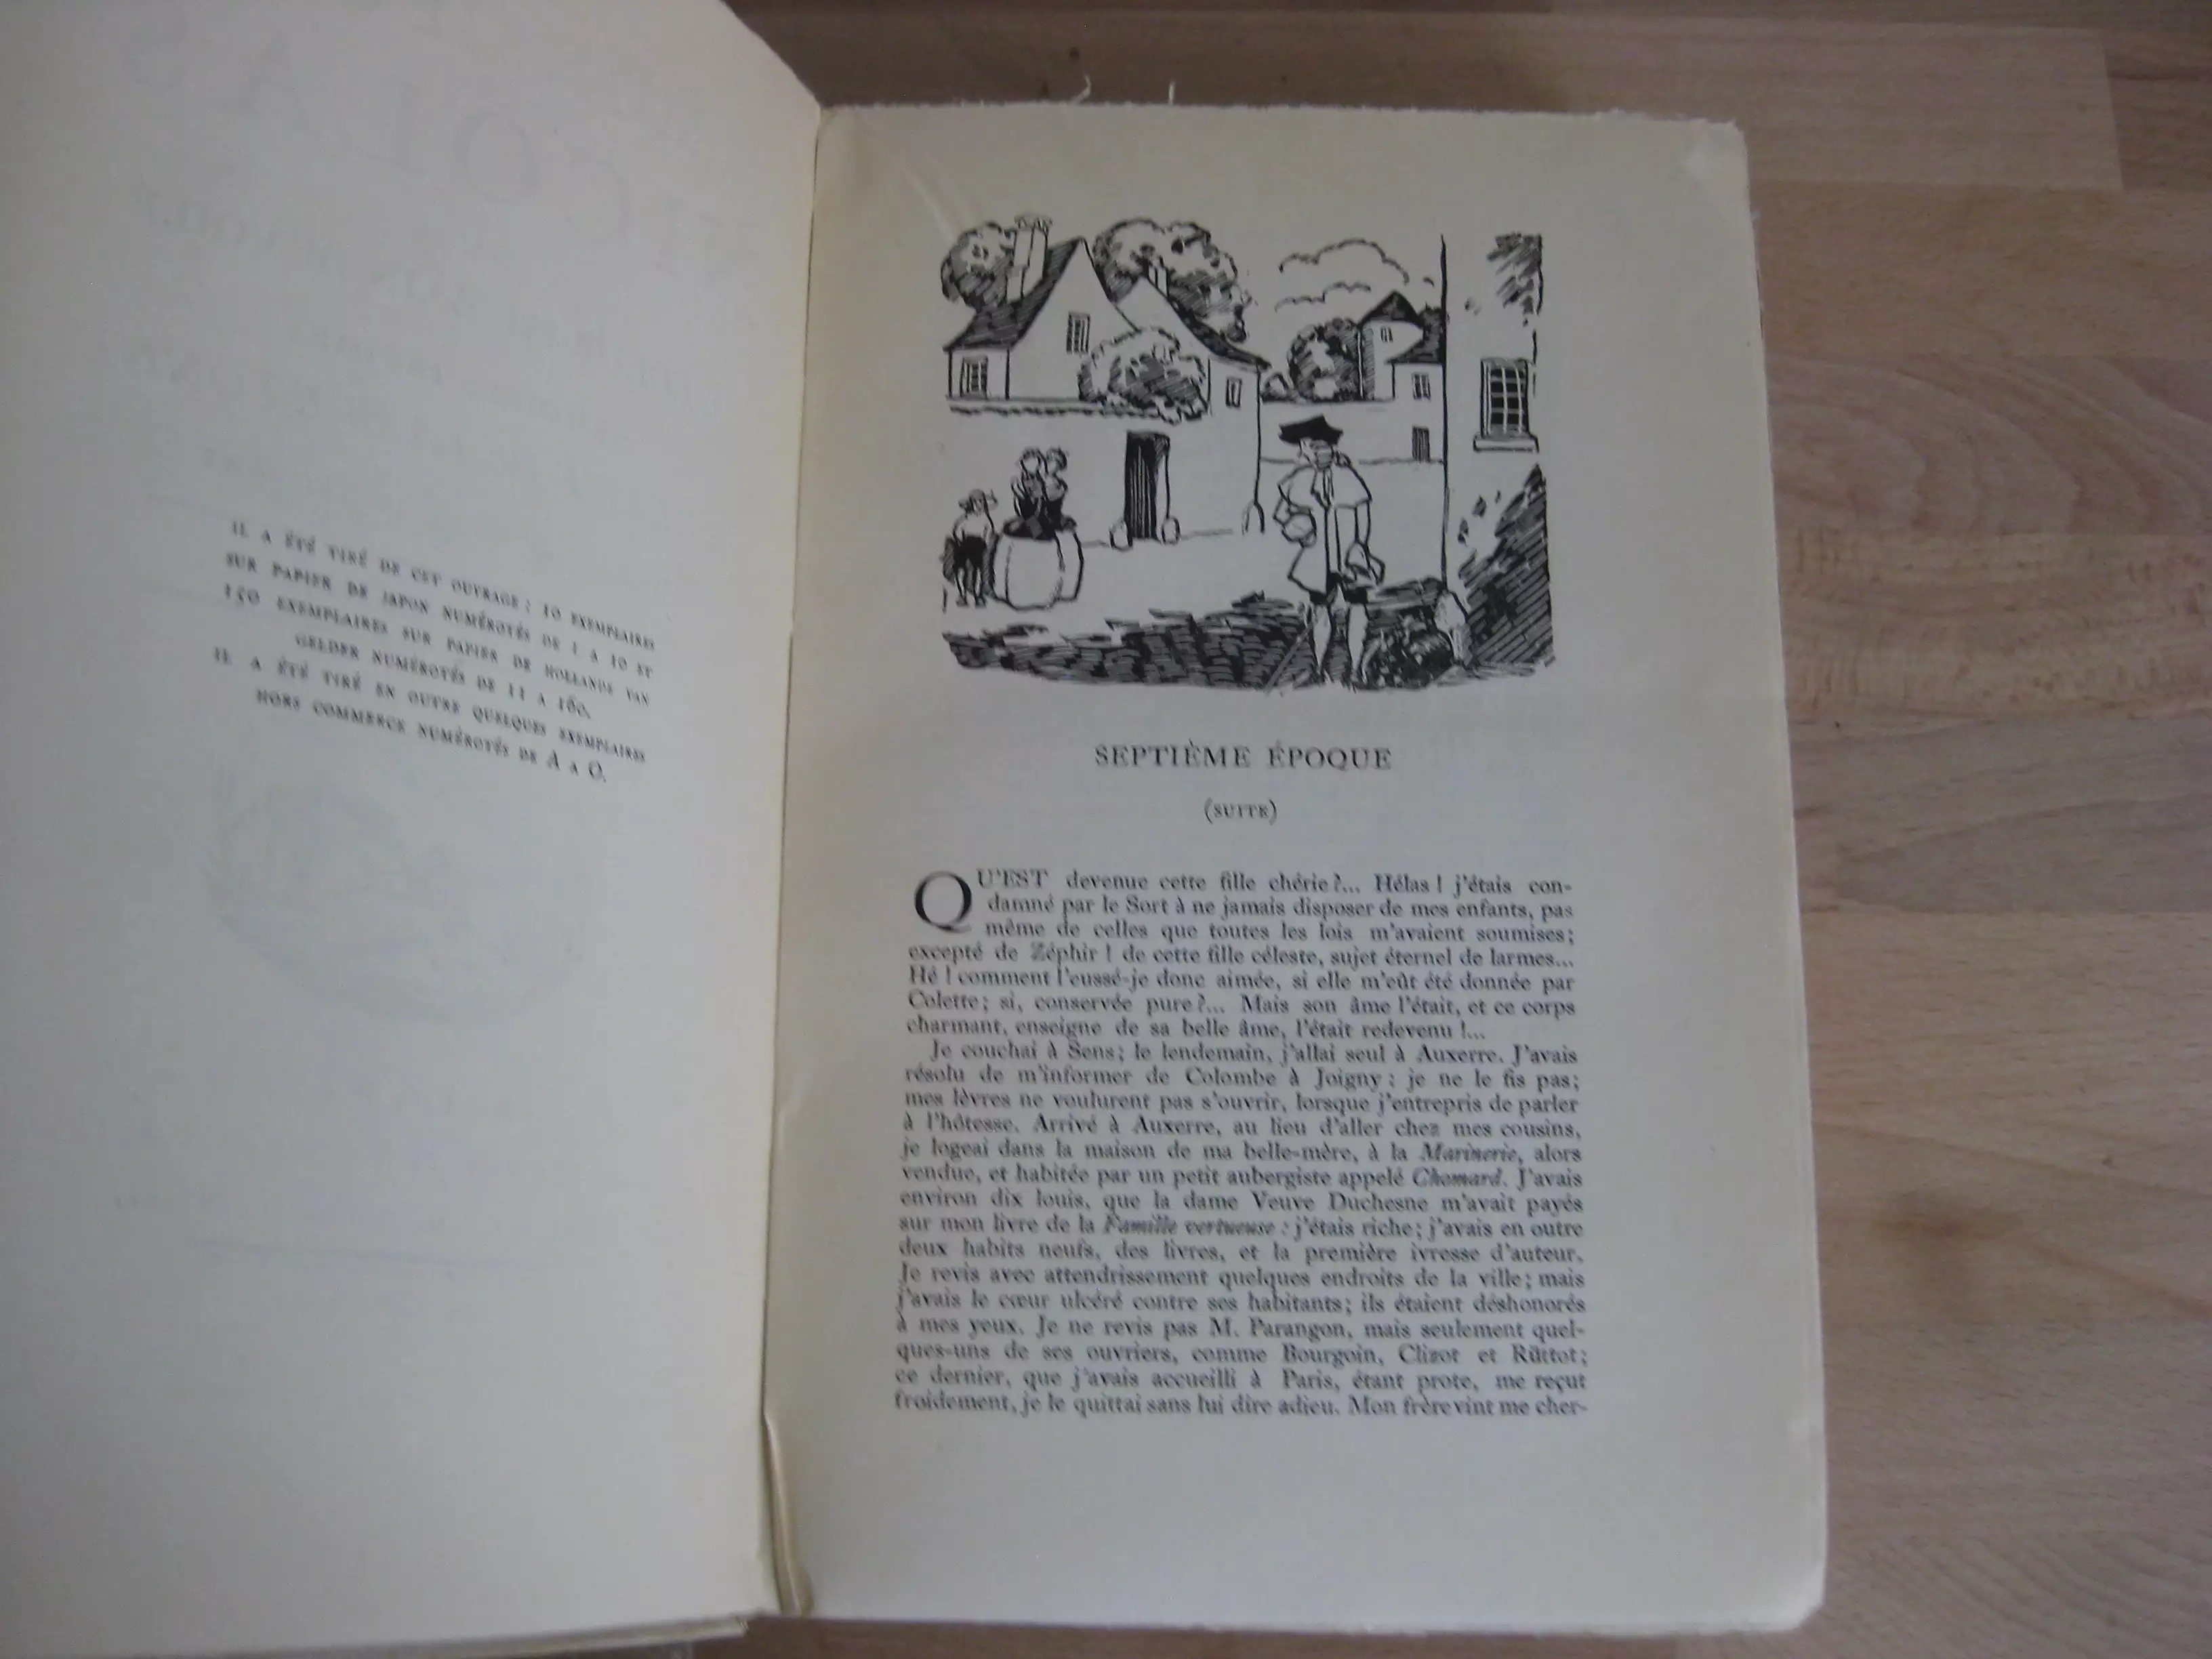 IL A ÉTÉ TIRÉ DE CET OUVRAGE : 10 EXEMPLAIRES
SUR PAPIER DE JAPON NUMÉROTÉS DE 1 A 10 ET
150 EXEMPLAIRES SUR PAPIER DE HOLLANDE VAN
GELDER NUMÉROTÉS DE 11 A 160.
IL A ÉTÉ TIRÉ EN OUTRE QUELQUES EXEMPLAIRES
HORS COMMERCE NUMÉROTÉS DE A A O.
SEPTIÈME ÉPOQUE
(SUITE)
QU'EST devenue cette fille chérie ?... Hélas ! j'étais con-
damné par le Sort à ne jamais disposer de mes enfants, pas
même de celles que toutes les lois m'avaient soumises ;
excepté de Zéphir ! de cette fille céleste, sujet éternel de larmes...
Hé ! comment l'eussé-je donc aimée, si elle m'eût été donnée par
Colette ; si, conservée pure ?... Mais son âme l'était, et ce corps
charmant, enseigne de sa belle âme, l'était redevenu !...
Je couchai à Sens ; le lendemain, j'allai seul à Auxerre. J'avais
résolu de m'informer de Colombe à Joigny : je ne le fis pas ;
mes lèvres ne voulurent pas s'ouvrir, lorsque j'entrepris de parler
à l'hôtesse. Arrivé à Auxerre, au lieu d'aller chez mes cousins,
je logeai dans la maison de ma belle-mère, à la Marinerie, alors
vendue, et habitée par un petit aubergiste appelé Chomard. J'avais
environ dix louis, que la dame Veuve Duchesne m'avait payés
sur mon livre de la Famille vertueuse : j'étais riche ; j'avais en outre
deux habits neufs, des livres, et la première ivresse d'auteur.
Je revis avec attendrissement quelques endroits de la ville ; mais
j'avais le cœur ulcéré contre ses habitants ; ils étaient déshonorés
à mes yeux. Je ne revis pas M. Parangon, mais seulement quel-
ques-uns de ses ouvriers, comme Bourgoin, Clizot et Rüttot ;
ce dernier, que j'avais accueilli à Paris, étant prote, me reçut
froidement, je le quittai sans lui dire adieu. Mon frère vint me cher-